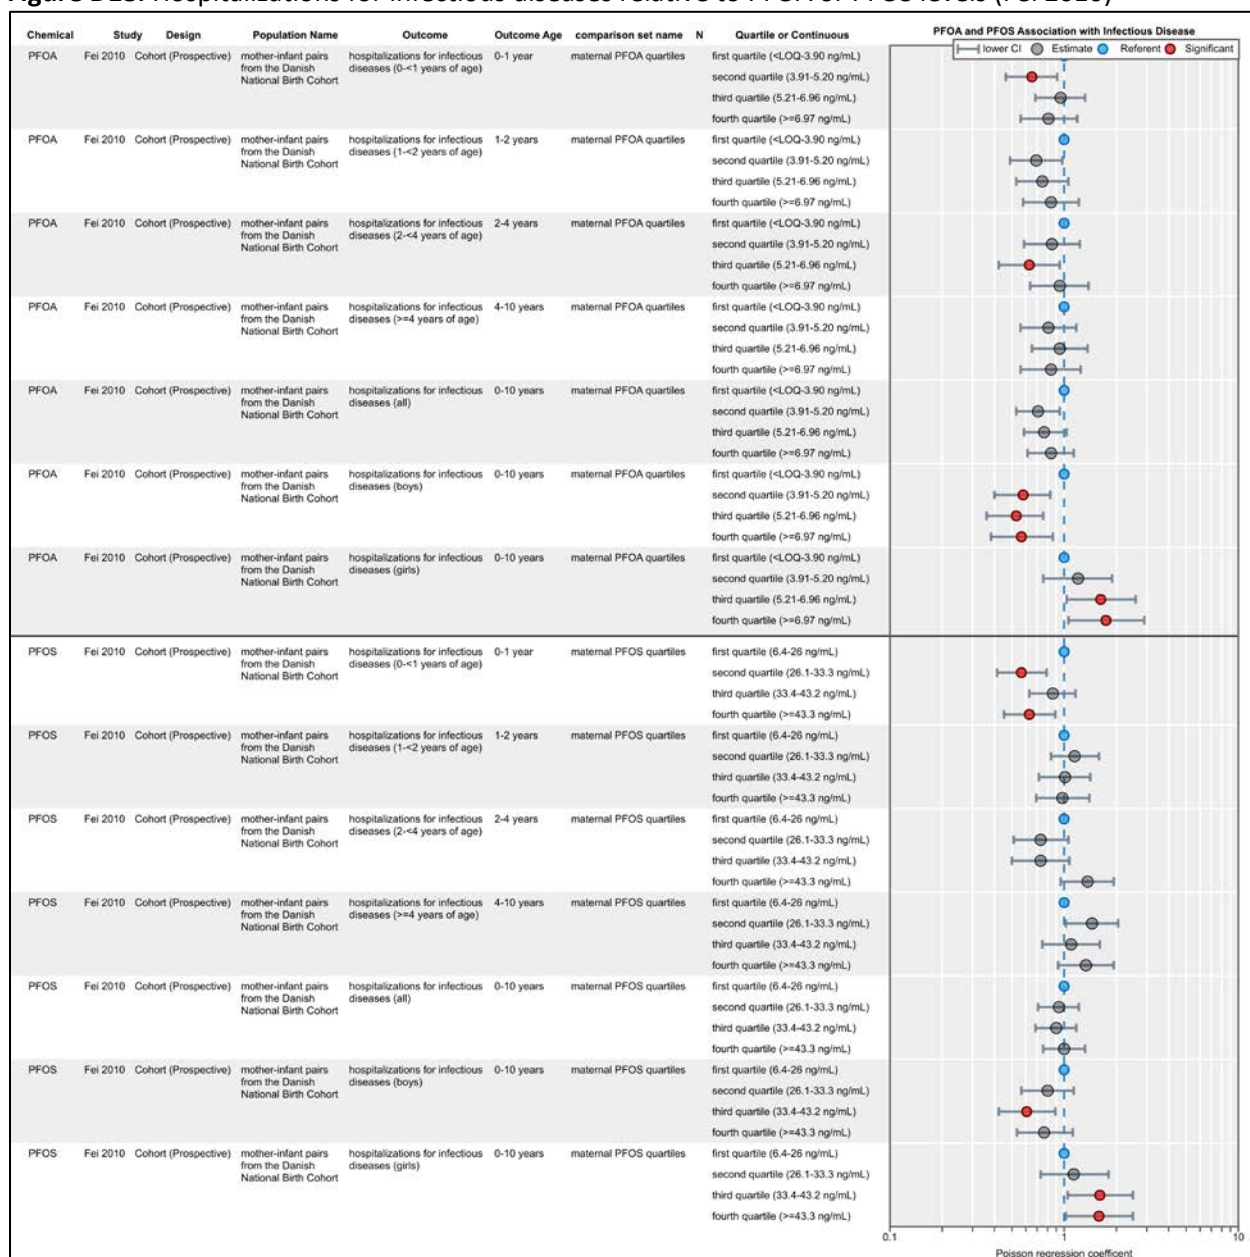 Hospitalizations for infectious diseases relative to PFOA or PFOS levels (Fei 2010)
Chemical Study Design Population Name Outcome Outcome Age comparison set name N Quartile or Continuous PFOA and PFOS Association with Infectious Disease
lower CI Estimate Referent Significant
PFOA Fei 2010 Cohort (Prospective) mother-infant pairs hospitalizations for infectious 0-1 year maternal PFOA quartiles first quartile (<LOQ-3.90 ng/mL)
from the Danish diseases (0-<1 years of age)
National Birth Cohort second quartile (3.91-5.20 ng/mL)
third quartile (5.21-6.96 ng/mL)
fourth quartile (>=6.97 ng/mL)
PFOA Fei 2010 Cohort (Prospective) mother-infant pairs hospitalizations for infectious 1-2 years maternal PFOA quartiles first quartile (<LOQ-3.90 ng/mL)
from the Danish diseases (1-<2 years of age)
National Birth Cohort second quartile (3.91-5.20 ng/mL)
third quartile (5.21-6.96 ng/mL)
fourth quartile (>=6.97 ng/mL)
PFOA Fei 2010 Cohort (Prospective) mother-infant pairs hospitalizations for infectious 2-4 years maternal PFOA quartiles first quartile (<LOQ-3.90 ng/mL)
from the Danish diseases (2-<4 years of age)
National Birth Cohort second quartile (3.91-5.20 ng/mL)
third quartile (5.21-6.96 ng/mL)
fourth quartile (>=6.97 ng/mL)
PFOA Fei 2010 Cohort (Prospective) mother-infant pairs hospitalizations for infectious 4-10 years maternal PFOA quartiles first quartile (<LOQ-3.90 ng/mL)
from the Danish diseases (>=4 years of age)
National Birth Cohort second quartile (3.91-5.20 ng/mL)
third quartile (5.21-6.96 ng/mL)
fourth quartile (>=6.97 ng/mL)
PFOA Fei 2010 Cohort (Prospective) mother-infant pairs hospitalizations for infectious 0-10 years maternal PFOA quartiles first quartile (<LOQ-3.90 ng/mL)
from the Danish diseases (all)
National Birth Cohort second quartile (3.91-5.20 ng/mL)
third quartile (5.21-6.96 ng/mL)
fourth quartile (>=6.97 ng/mL)
PFOA Fei 2010 Cohort (Prospective) mother-infant pairs hospitalizations for infectious 0-10 years maternal PFOA quartiles first quartile (<LOQ-3.90 ng/mL)
from the Danish diseases (boys)
National Birth Cohort second quartile (3.91-5.20 ng/mL)
third quartile (5.21-6.96 ng/mL)
fourth quartile (>=6.97 ng/mL)
PFOA Fei 2010 Cohort (Prospective) mother-infant pairs hospitalizations for infectious 0-10 years maternal PFOA quartiles first quartile (<LOQ-3.90 ng/mL)
from the Danish diseases (girls)
National Birth Cohort second quartile (3.91-5.20 ng/mL)
third quartile (5.21-6.96 ng/mL)
fourth quartile (>=6.97 ng/mL)
PFOS Fei 2010 Cohort (Prospective) mother-infant pairs hospitalizations for infectious 0-1 year maternal PFOS quartiles first quartile (6.4-26 ng/mL)
from the Danish diseases (0-<1 years of age)
National Birth Cohort second quartile (26.1-33.3 ng/mL)
third quartile (33.4-43.2 ng/mL)
fourth quartile (>=43.3 ng/mL)
PFOS Fei 2010 Cohort (Prospective) mother-infant pairs hospitalizations for infectious 1-2 years maternal PFOS quartiles first quartile (6.4-26 ng/mL)
from the Danish diseases (1-<2 years of age)
National Birth Cohort second quartile (26.1-33.3 ng/mL)
third quartile (33.4-43.2 ng/mL)
fourth quartile (>=43.3 ng/mL)
PFOS Fei 2010 Cohort (Prospective) mother-infant pairs hospitalizations for infectious 2-4 years maternal PFOS quartiles first quartile (6.4-26 ng/mL)
from the Danish diseases (2-<4 years of age)
National Birth Cohort second quartile (26.1-33.3 ng/mL)
third quartile (33.4-43.2 ng/mL)
fourth quartile (>=43.3 ng/mL)
PFOS Fei 2010 Cohort (Prospective) mother-infant pairs hospitalizations for infectious 4-10 years maternal PFOS quartiles first quartile (6.4-26 ng/mL)
from the Danish diseases (>=4 years of age)
National Birth Cohort second quartile (26.1-33.3 ng/mL)
third quartile (33.4-43.2 ng/mL)
fourth quartile (>=43.3 ng/mL)
PFOS Fei 2010 Cohort (Prospective) mother-infant pairs hospitalizations for infectious 0-10 years maternal PFOS quartiles first quartile (6.4-26 ng/mL)
from the Danish diseases (all)
National Birth Cohort second quartile (26.1-33.3 ng/mL)
third quartile (33.4-43.2 ng/mL)
fourth quartile (>=43.3 ng/mL)
PFOS Fei 2010 Cohort (Prospective) mother-infant pairs hospitalizations for infectious 0-10 years maternal PFOS quartiles first quartile (6.4-26 ng/mL)
from the Danish diseases (boys)
National Birth Cohort second quartile (26.1-33.3 ng/mL)
third quartile (33.4-43.2 ng/mL)
fourth quartile (>=43.3 ng/mL)
PFOS Fei 2010 Cohort (Prospective) mother-infant pairs hospitalizations for infectious 0-10 years maternal PFOS quartiles first quartile (6.4-26 ng/mL)
from the Danish diseases (girls)
National Birth Cohort second quartile (26.1-33.3 ng/mL)
third quartile (33.4-43.2 ng/mL)
fourth quartile (>=43.3 ng/mL)
0.1 1 10
Poisson regression coefficent